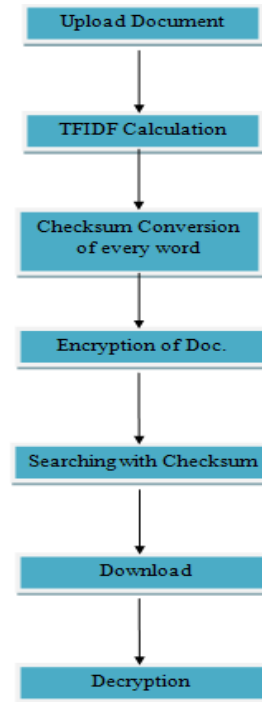 Upload Document
TFIDF Calculation
Checksum Conversion
of every word
Encryption of Doc.
Searching with Checksum
Download
Decryption